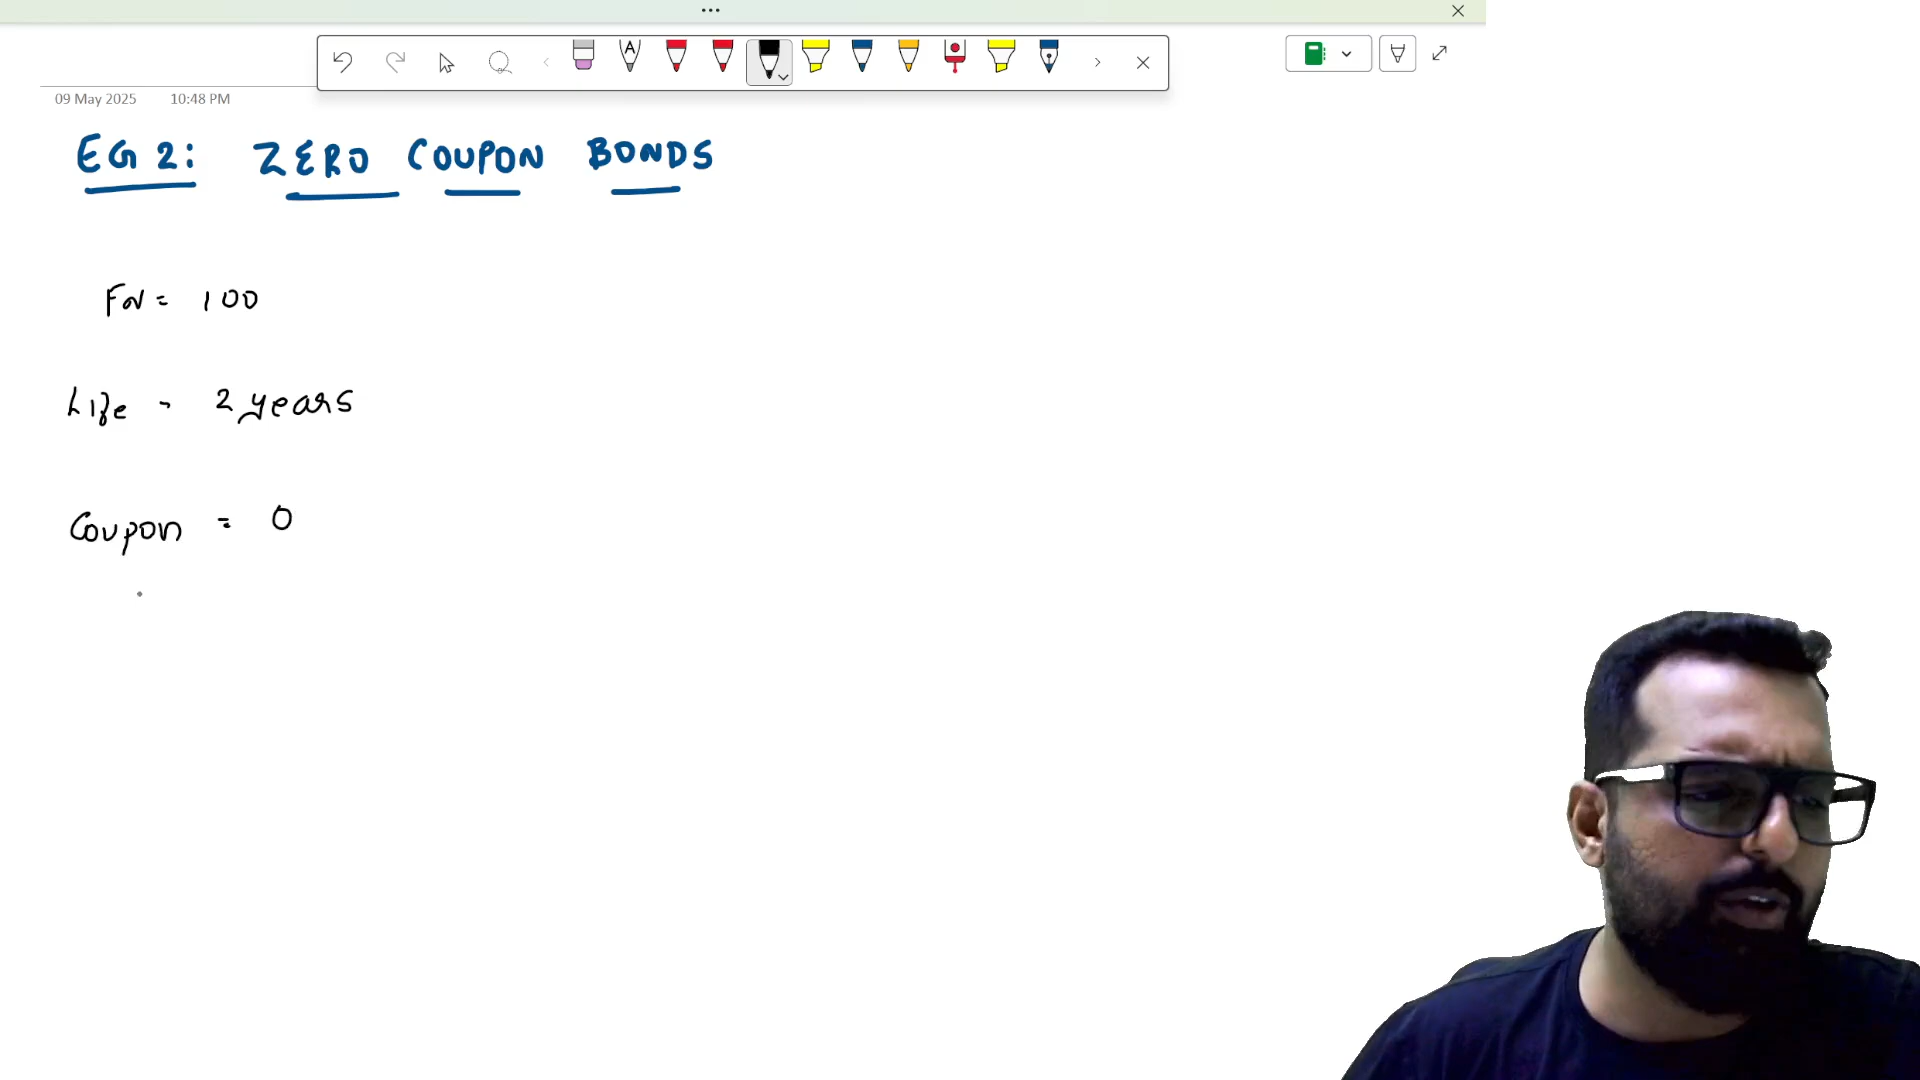 09 May 2025 10:48 PM
EG 2: ZERO COUPON BONDS
FV = 100
Life - 2 years
Coupon = 0